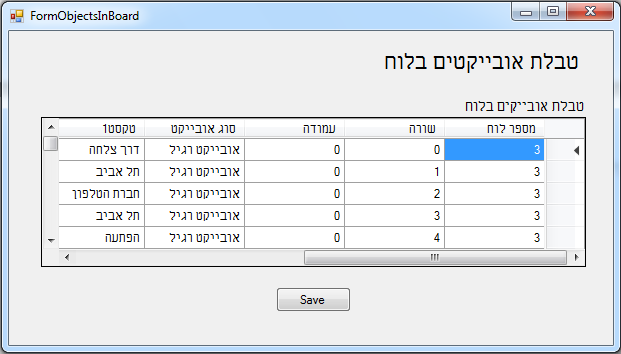 FormObjectsInBoard
טבלת אובייקטים בלוח
טבלת אובייקים בלוח
מספר לוח שורה עמודה סוג אובייקט טקסט1
3 0 0 אובייקט רגיל דרך צלחה
3 1 0 אובייקט רגיל תל אביב
3 2 0 אובייקט רגיל חברת הטלפון
3 3 0 אובייקט רגיל תל אביב
3 4 0 אובייקט רגיל הפתעה
Save